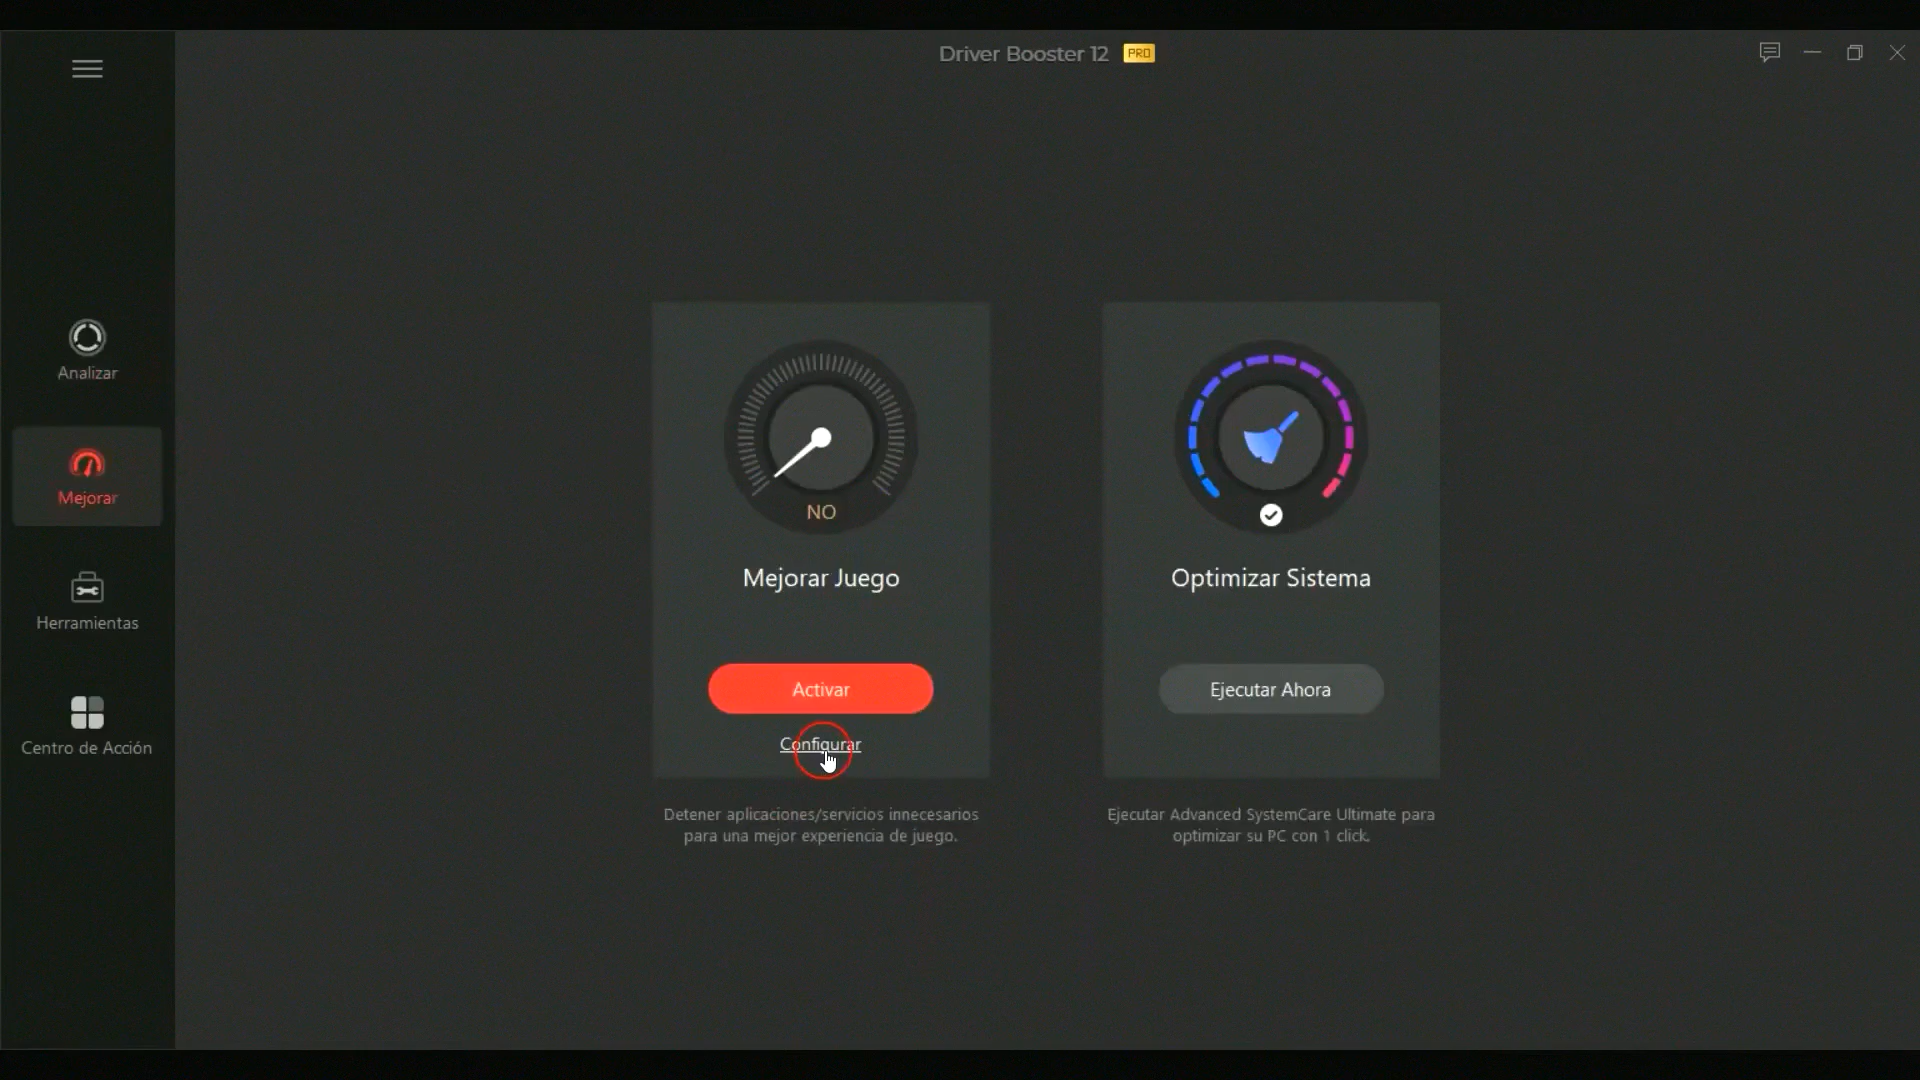 Driver Booster 12 PRO
Analizar
Mejorar
Herramientas
Centro de Acción
NO
Mejorar Juego
Activar
Configurar
Detener aplicaciones/servicios innecesarios
para una mejor experiencia de juego.
Optimizar Sistema
Ejecutar Ahora
Ejecutar Advanced SystemCare Ultimate para
optimizar su PC con 1 click.